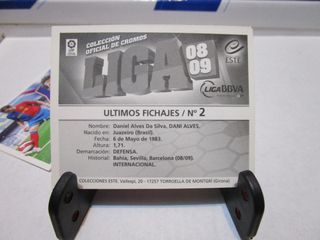 COLECCIÓN
OFICIAL DE CROMOS
LIGA
08
09
ESTE
LIGA BBVA
ULTIMOS FICHAJES / Nº 2
Nombre: Daniel Alves Da Silva, DANI ALVES.
Nacido en: Juazeiro (Brasil).
Fecha: 6 de Mayo de 1983.
Altura: 1,71.
Demarcación: DEFENSA.
Historial: Bahia, Sevilla, Barcelona (08/09).
INTERNACIONAL.
COLECCIONES ESTE. Vallespí, 20 - 17257 TORROELLA DE MONTGRÍ (Girona)